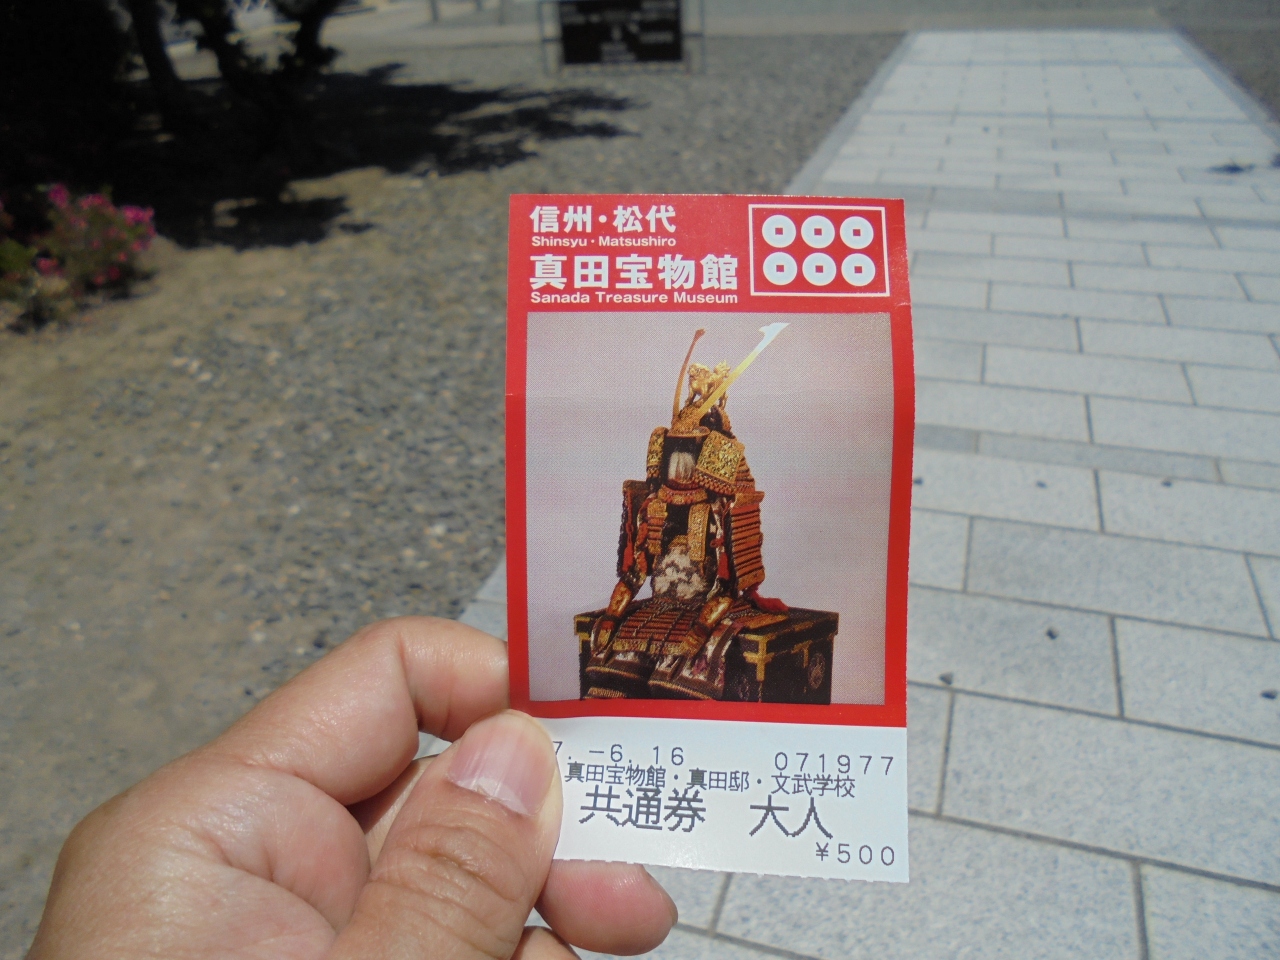 信州・松代
Shinsyu・Matsushiro
真田宝物館
Sanada Treasure Museum
7. -6. 16 071977
真田宝物館・真田邸・文武学校
共通券 大人
¥500